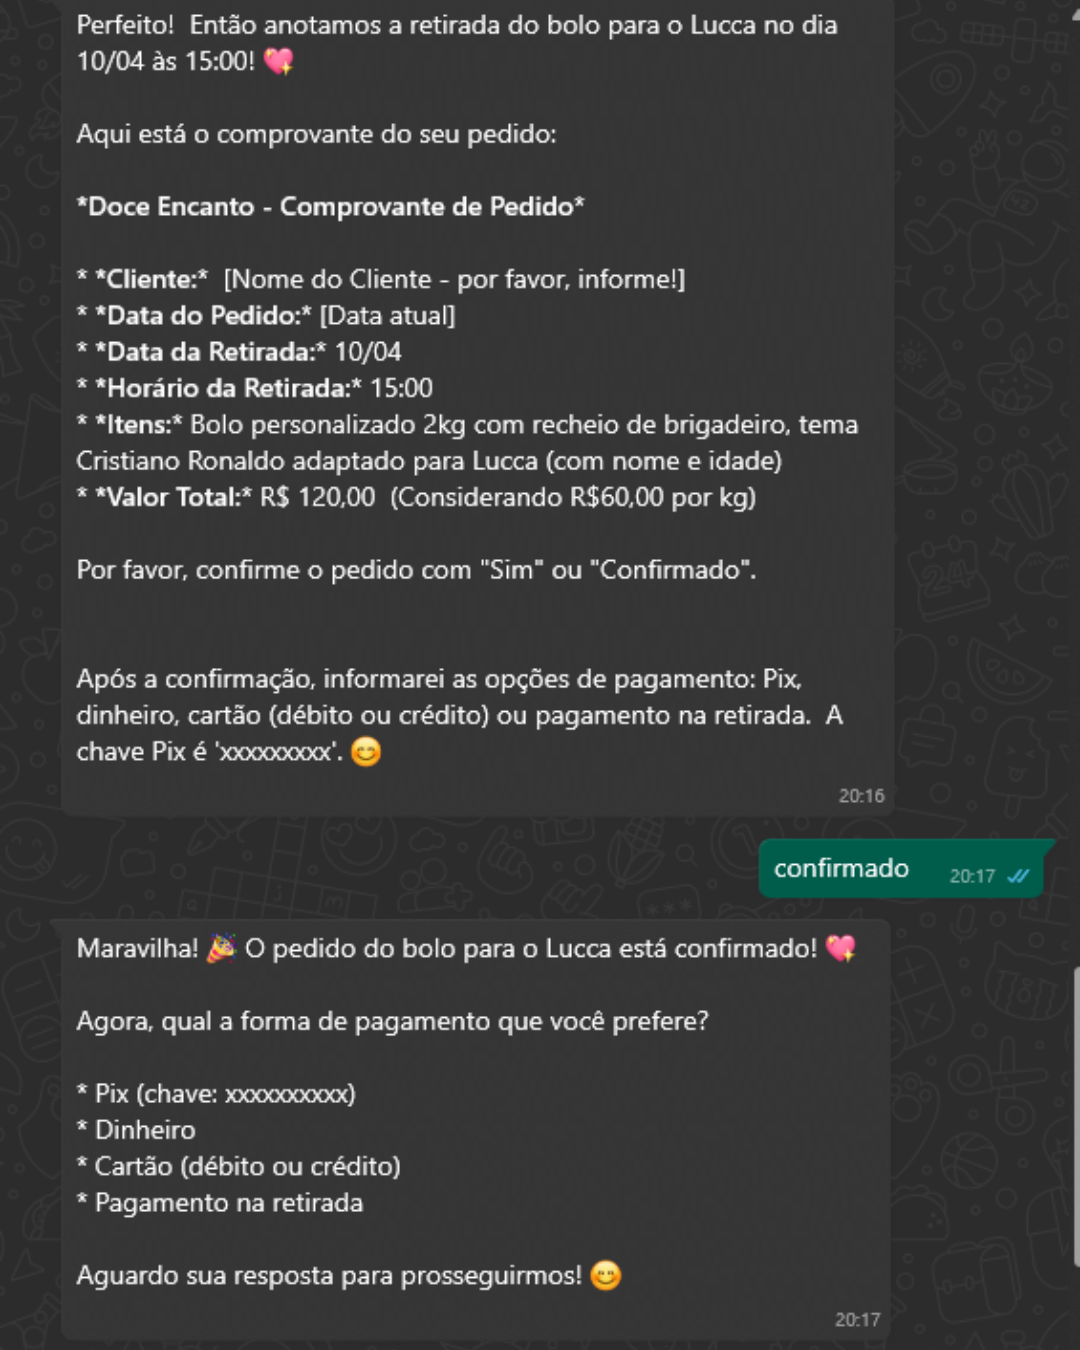 Perfeito!  Então anotamos a retirada do bolo para o Lucca no dia
10/04 às 15:00! 💖
Aqui está o comprovante do seu pedido:
*Doce Encanto - Comprovante de Pedido*
* *Cliente:*  [Nome do Cliente - por favor, informe!]
* *Data do Pedido:* [Data atual]
* *Data da Retirada:* 10/04
* *Horário da Retirada:* 15:00
* *Itens:* Bolo personalizado 2kg com recheio de brigadeiro, tema
Cristiano Ronaldo adaptado para Lucca (com nome e idade)
* *Valor Total:* R$ 120,00  (Considerando R$60,00 por kg)
Por favor, confirme o pedido com "Sim" ou "Confirmado".
Após a confirmação, informarei as opções de pagamento: Pix,
dinheiro, cartão (débito ou crédito) ou pagamento na retirada.  A
chave Pix é 'xxxxxxxxx'. 😊
20:16
confirmado 20:17
Maravilha! 🎉 O pedido do bolo para o Lucca está confirmado! 💖
Agora, qual a forma de pagamento que você prefere?
* Pix (chave: xxxxxxxxxx)
* Dinheiro
* Cartão (débito ou crédito)
* Pagamento na retirada
Aguardo sua resposta para prosseguirmos! 😊
20:17